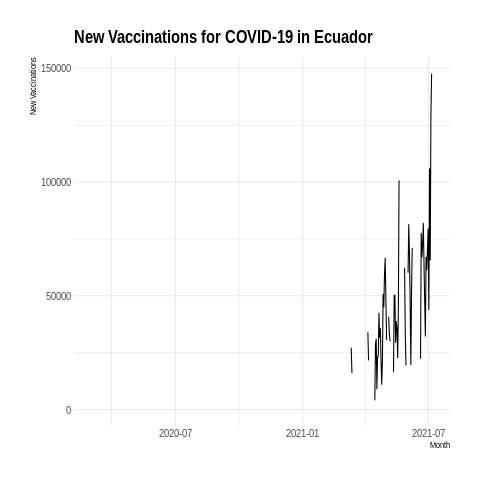 New Vaccinations for COVID-19 in Ecuador
New Vaccinations
150000
100000
50000
0
2020-07 2021-01 2021-07
Month